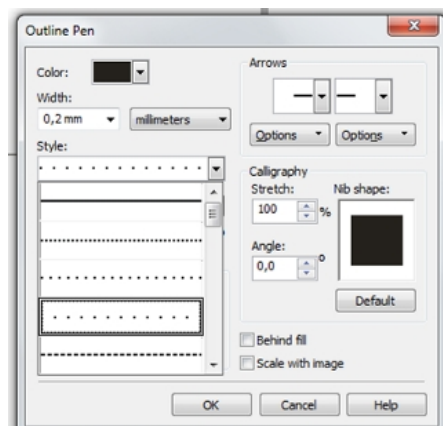 Outline Pen
Color:
Width:
0,2 mm
millimeters
Style:
Arrows
Options
Options
Calligraphy
Stretch:
100
%
Angle:
0,0
o
Nib shape:
Default
Behind fill
Scale with image
OK
Cancel
Help